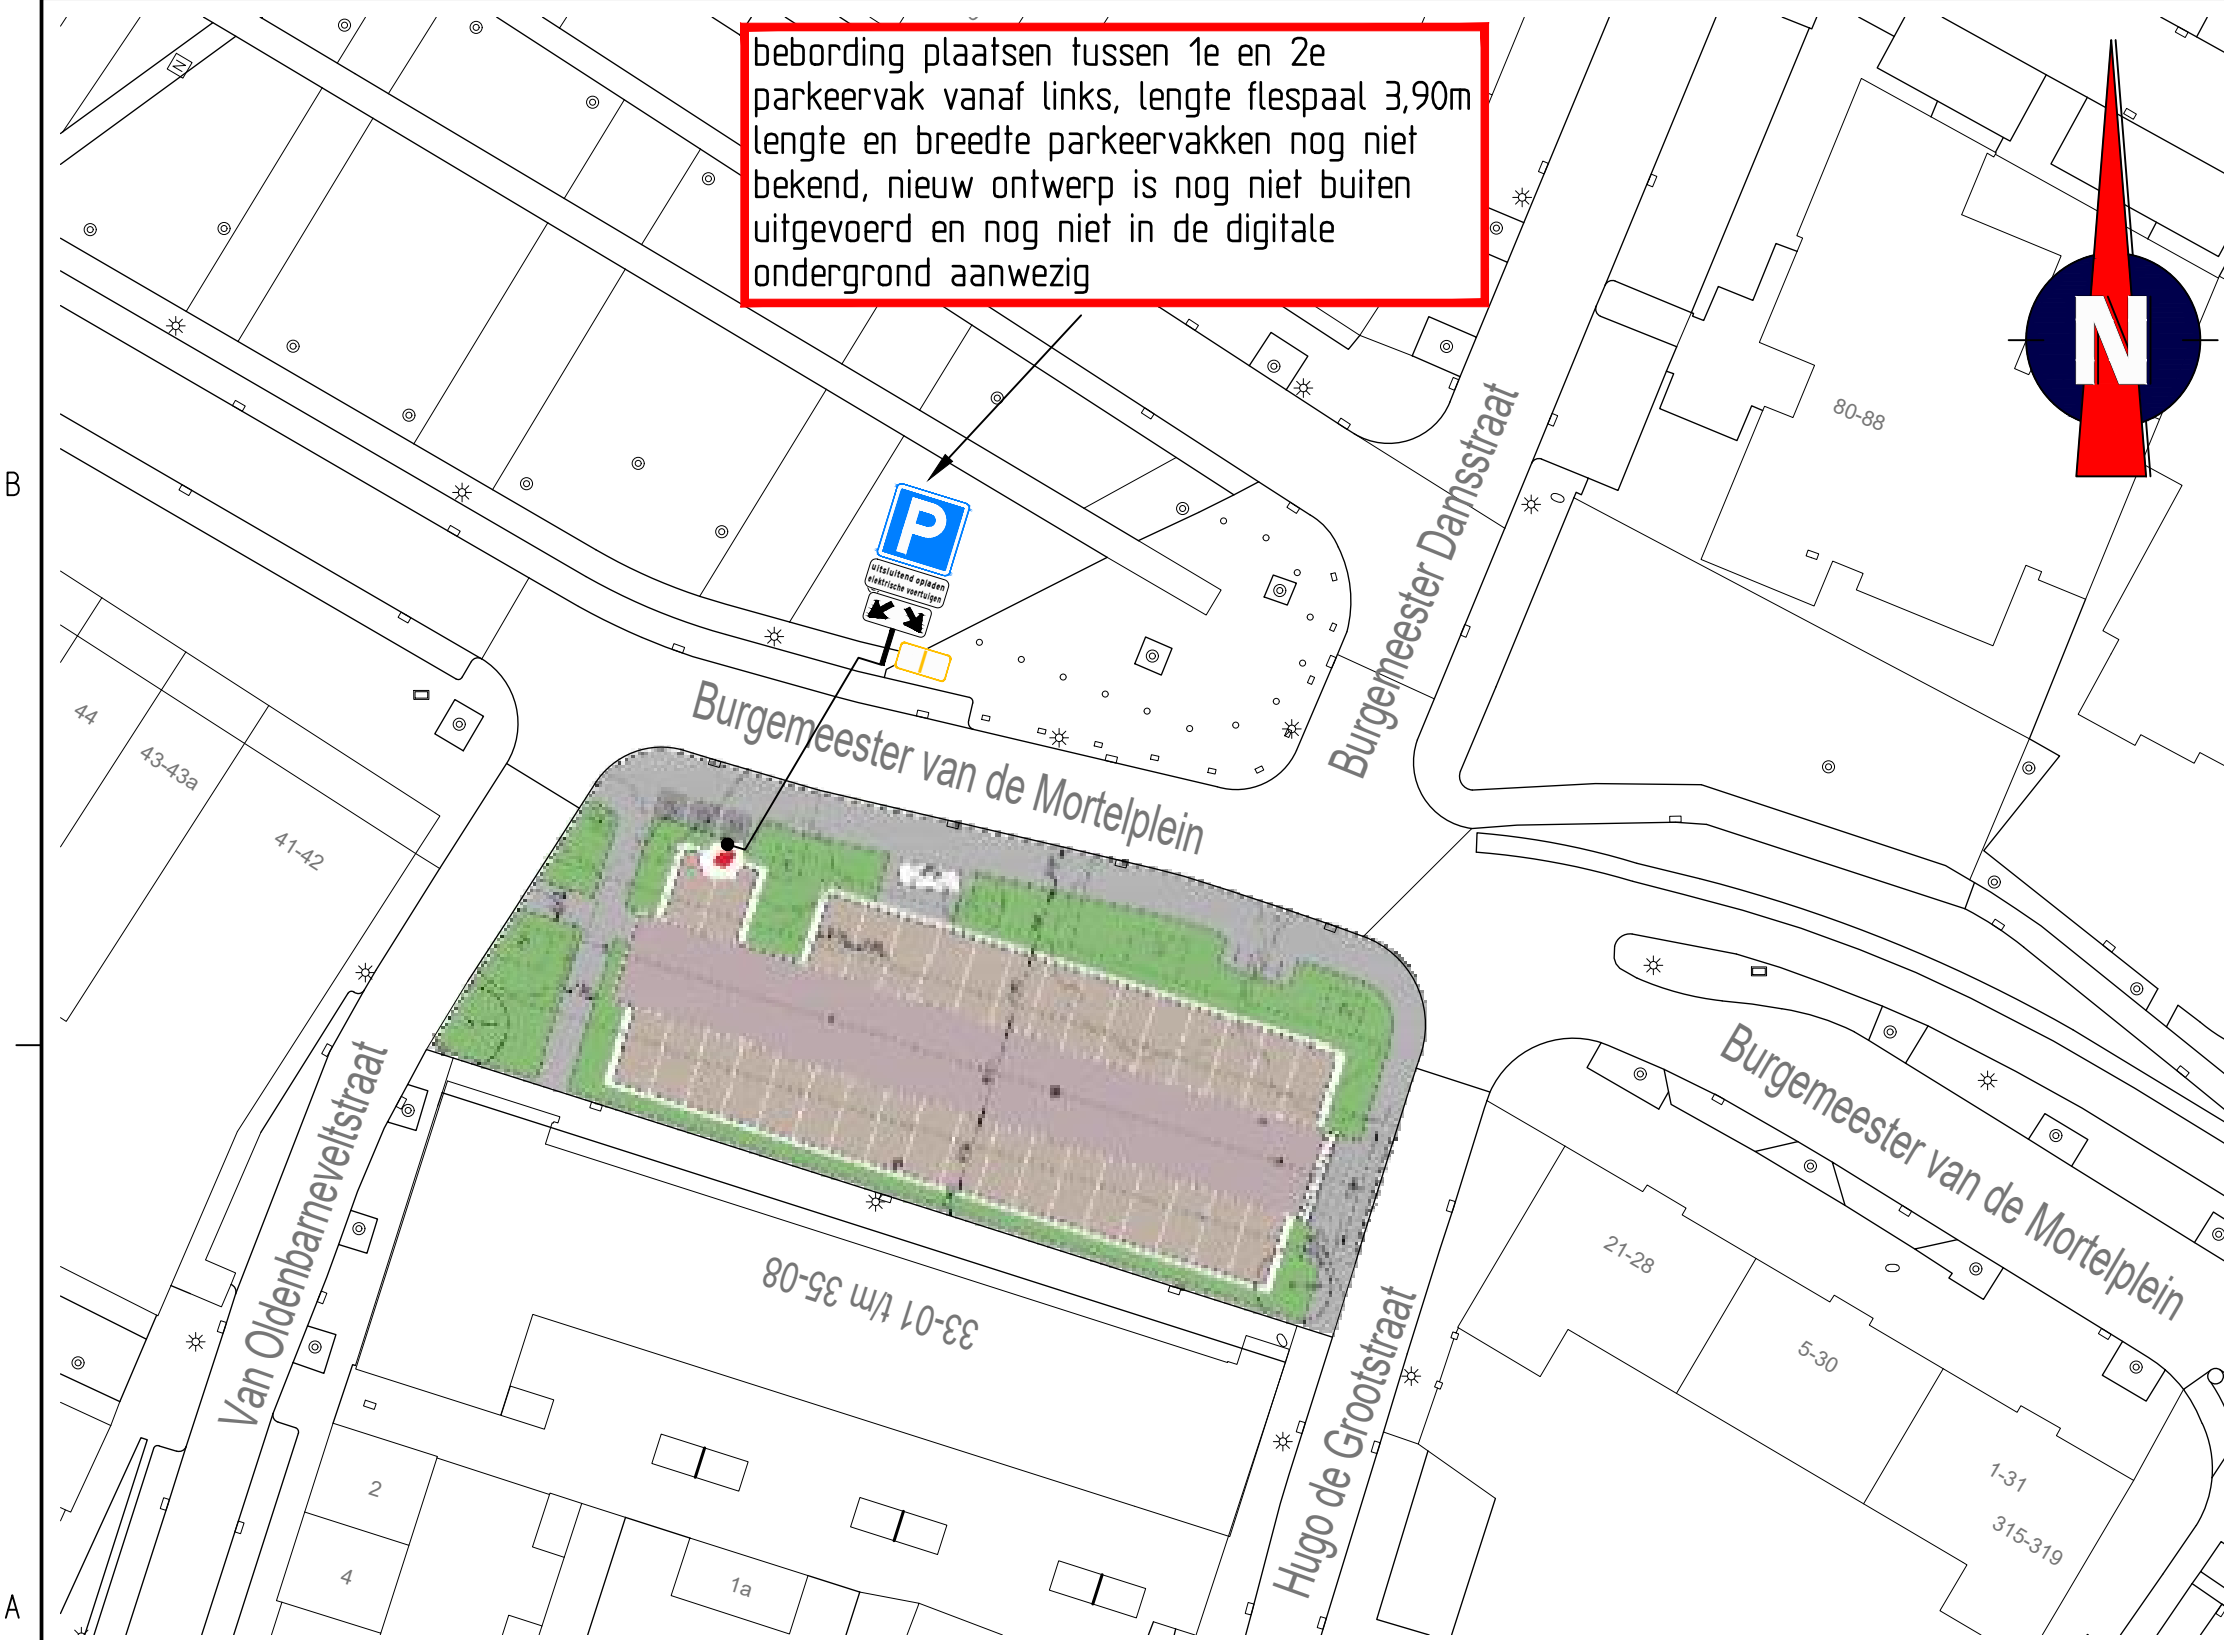 bebording plaatsen tussen 1e en 2e
parkeervak vanaf links, lengte flespaal 3,90m
lengte en breedte parkeervakken nog niet
bekend, nieuw ontwerp is nog niet buiten
uitgevoerd en nog niet in de digitale
ondergrond aanwezig
N
N
80-88
B
P
uitsluitend opladen
elektrische voertuigen
Burgemeester Damsstraat
Burgemeester van de Mortelplein
44
43-43a
41-42
Van Oldenbarneveltstraat
Burgemeester van de Mortelplein
33-01 t/m 35-08
Hugo de Grootstraat
21-28
5-30
1-31
315-319
2
4
1a
A